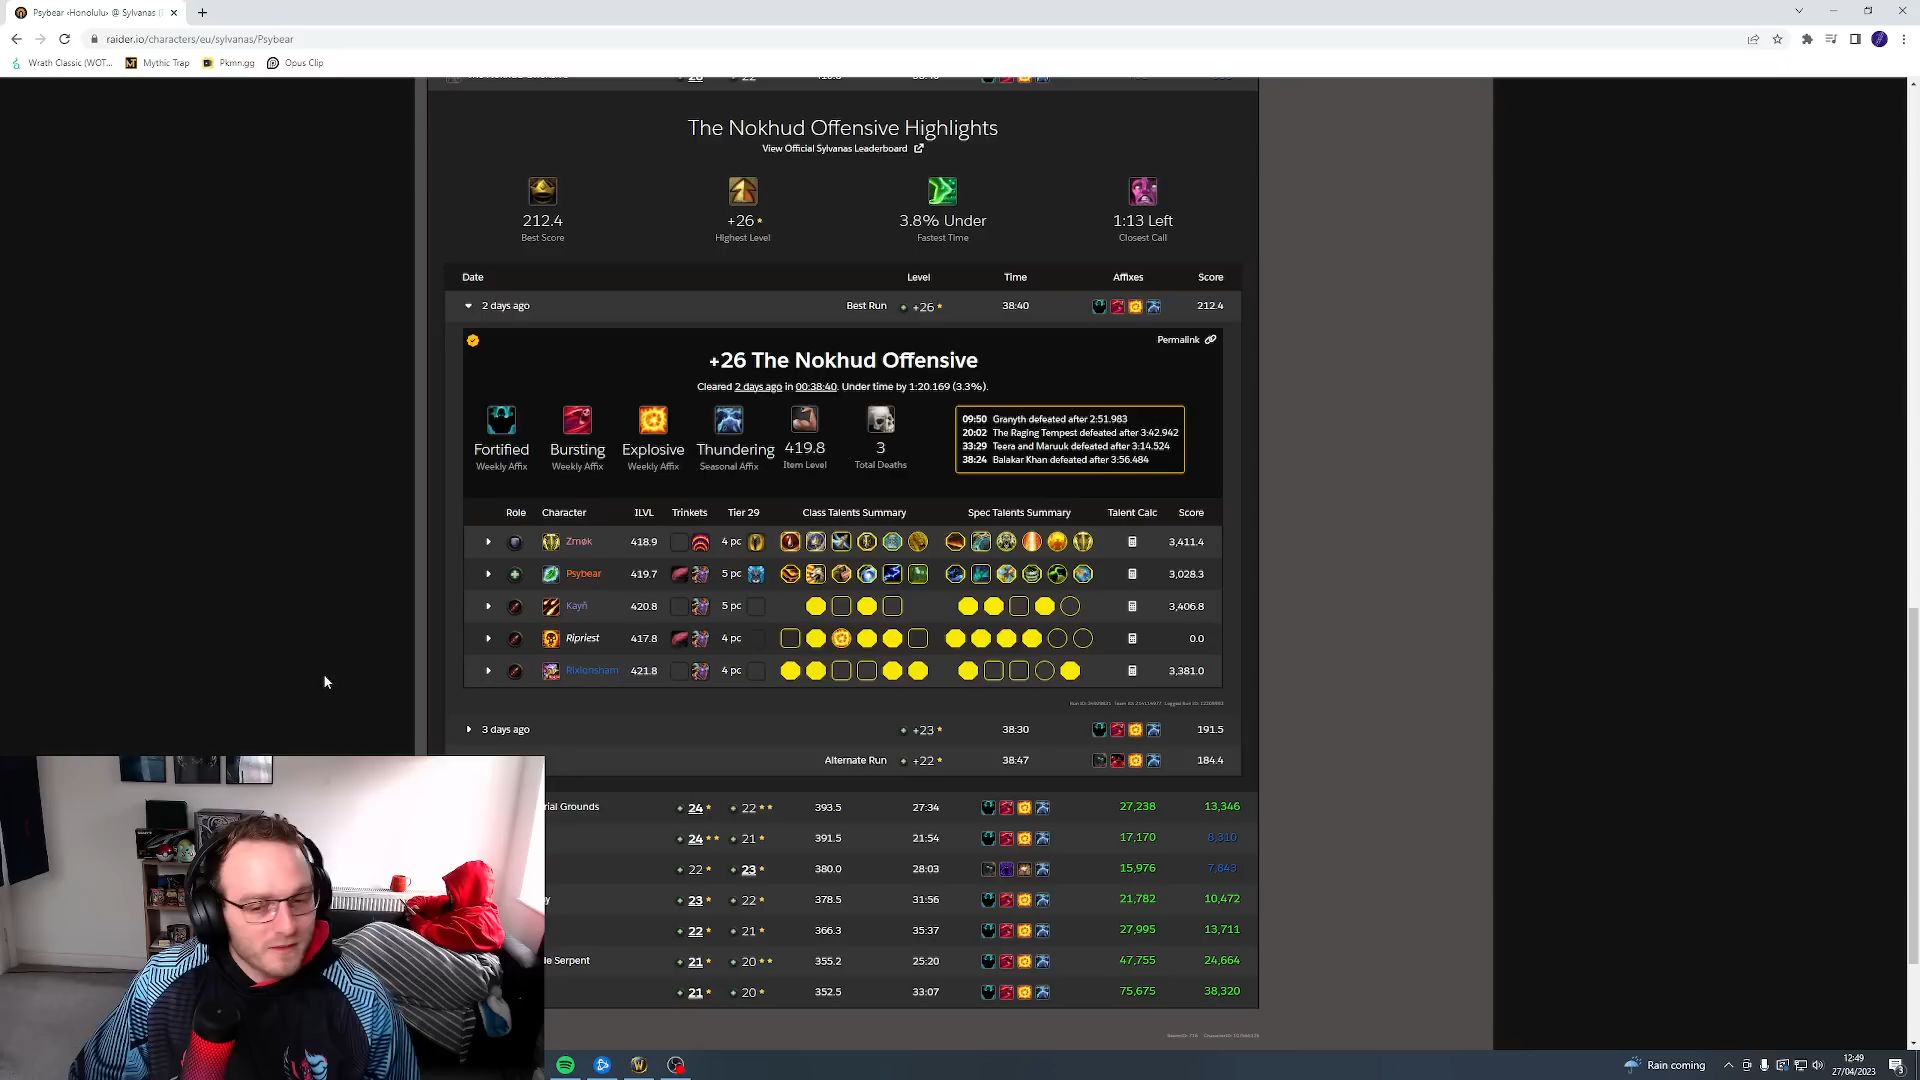 Psybear ‹Honolulu› @ Sylvanas (
raider.io/characters/eu/sylvanas/Psybear
Wrath Classic (WOT... Mythic Trap Pkmn.gg Opus Clip
The Nokhud Offensive Highlights
View Official Sylvanas Leaderboard
212.4 +26 3.8% Under 1:13 Left
Best Score Highest Level Fastest Time Closest Call
Date Level Time Affixes Score
2 days ago Best Run +26 38:40 212.4
Permalink
+26 The Nokhud Offensive
Cleared 2 days ago in 00:38:40. Under time by 1:20.169 (3.3%).
Fortified Bursting Explosive Thundering 419.8 3
Weekly Affix Weekly Affix Weekly Affix Seasonal Affix Item Level Total Deaths
09:50 Granyth defeated after 2:51.983
20:02 The Raging Tempest defeated after 3:42.942
33:29 Teera and Maruuk defeated after 3:14.524
38:24 Balakar Khan defeated after 3:56.484
Role Character ILVL Trinkets Tier 29 Class Talents Summary Spec Talents Summary Talent Calc Score
Zmøk 418.9 4 pc 3,411.4
Psybear 419.7 5 pc 3,028.3
Kayñ 420.8 5 pc 3,406.8
Ripriest 417.8 4 pc 0.0
Rixionsham 421.8 4 pc 3,381.0
3 days ago +23 38:30 191.5
Alternate Run +22 38:47 184.4
rial Grounds 24 22 393.5 27:34 27,238 13,346
24 21 391.5 21:54 17,170 8,310
22 23 380.0 28:03 15,976 7,843
y 23 22 378.5 31:56 21,782 10,472
22 21 366.3 35:37 27,995 13,711
le Serpent 21 20 355.2 25:20 47,755 24,664
21 20 352.5 33:07 75,675 38,320
Rain coming 12:49
27/04/2023